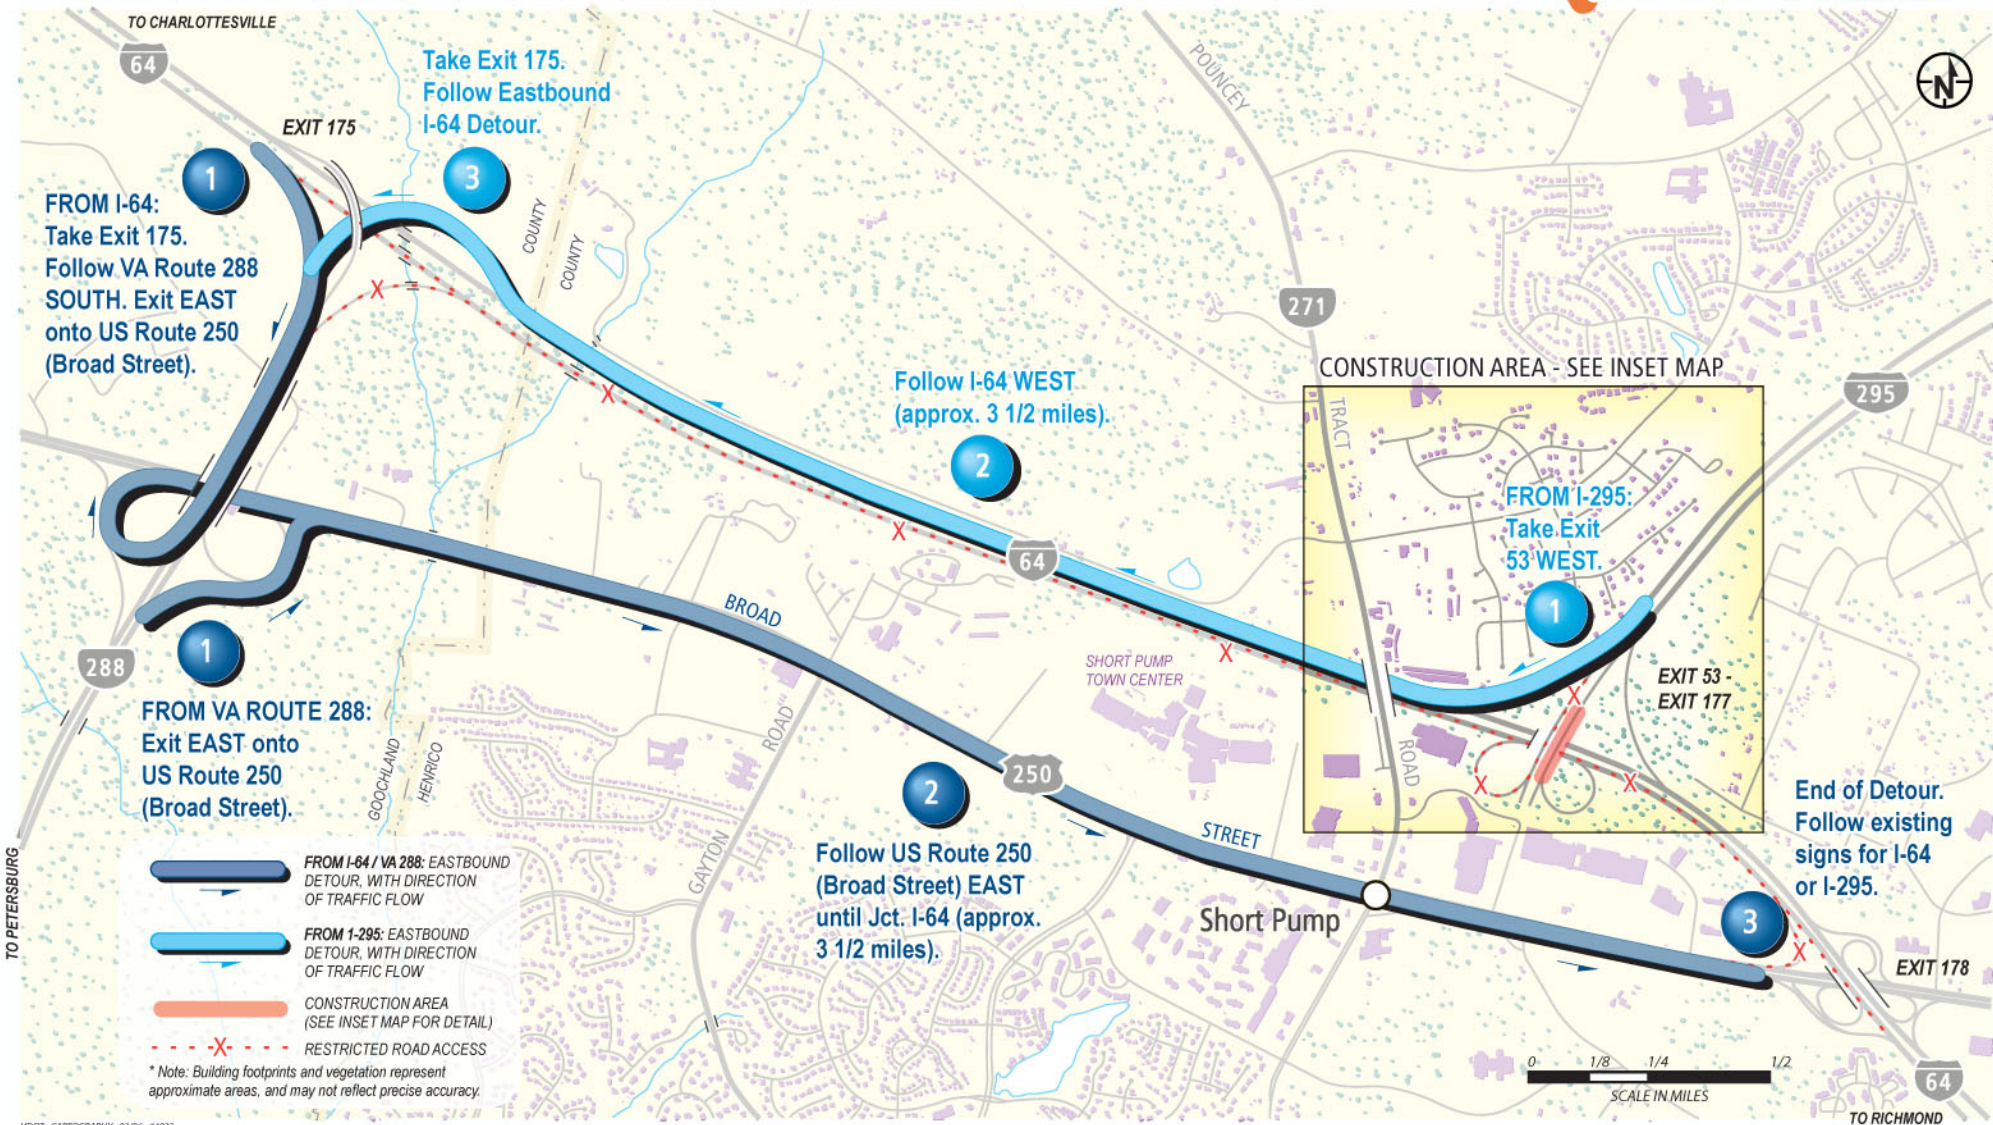 TO CHARLOTTESVILLE
64
EXIT 175
1
FROM I-64:
Take Exit 175.
Follow VA Route 288
SOUTH. Exit EAST
onto US Route 250
(Broad Street).
Take Exit 175.
Follow Eastbound
I-64 Detour.
3
COUNTY
COUNTY
POUNCEY
N
271
CONSTRUCTION AREA - SEE INSET MAP
295
TRACT
Follow I-64 WEST
(approx. 3 1/2 miles).
2
FROM I-295:
Take Exit
53 WEST.
1
64
X
X
X
X
X
X
X
X
EXIT 53 -
EXIT 177
ROAD
BROAD
SHORT PUMP
TOWN CENTER
1
288
FROM VA ROUTE 288:
Exit EAST onto
US Route 250
(Broad Street).
GOOCHLAND
HENRICO
ROAD
GAYTON
250
2
Follow US Route 250
(Broad Street) EAST
until Jct. I-64 (approx.
3 1/2 miles).
STREET
Short Pump
End of Detour.
Follow existing
signs for I-64
or I-295.
3
EXIT 178
TO PETERSBURG
FROM I-64 / VA 288: EASTBOUND
DETOUR, WITH DIRECTION
OF TRAFFIC FLOW
FROM 1-295: EASTBOUND
DETOUR, WITH DIRECTION
OF TRAFFIC FLOW
CONSTRUCTION AREA
(SEE INSET MAP FOR DETAIL)
X
RESTRICTED ROAD ACCESS
* Note: Building footprints and vegetation represent
approximate areas, and may not reflect precise accuracy.
0 1/8 1/4 1/2
SCALE IN MILES
64
TO RICHMOND